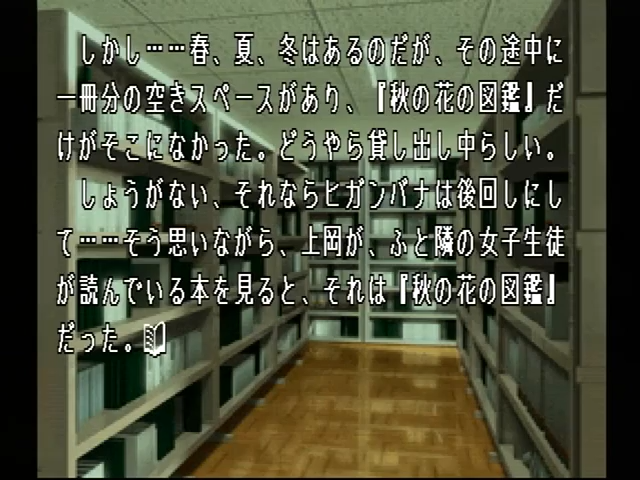 しかし……春、夏、冬はあるのだが、その途中に
一冊分の空きスペースがあり、『秋の花の図鑑』だ
けがそこになかった。どうやら貸し出し中らしい。
しょうがない、それならヒガンバナは後回しにし
て……そう思いながら、上岡が、ふと隣の女子生徒
が読んでいる本を見ると、それは『秋の花の図鑑』
だった。